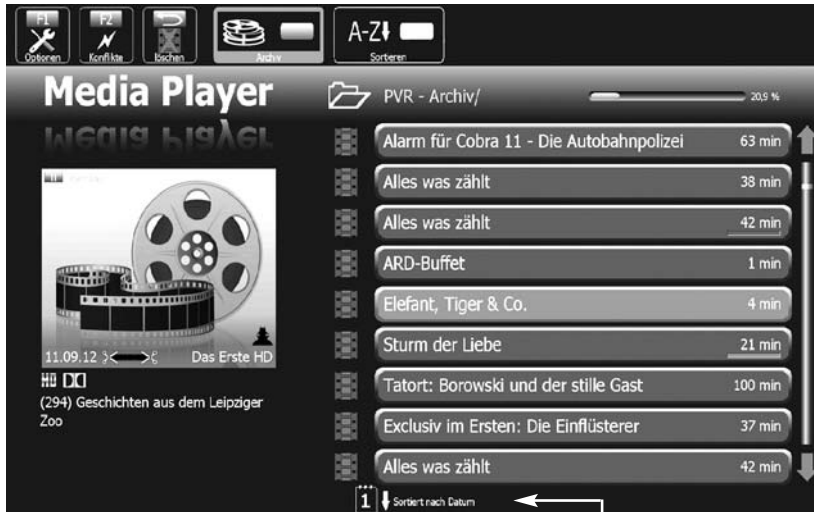 F1
Optionen
F2
Konflikte
löschen
Archiv
A-Z
Sortieren
Media Player
PVR - Archiv/
20,9 %
Alarm für Cobra 11 - Die Autobahnpolizei 63 min
Alles was zählt 38 min
Alles was zählt 42 min
ARD-Buffet 1 min
Elefant, Tiger & Co. 4 min
Sturm der Liebe 21 min
Tatort: Borowski und der stille Gast 100 min
Exclusiv im Ersten: Die Einflüsterer 37 min
Alles was zählt 42 min
11.09.12 Das Erste HD
(294) Geschichten aus dem Leipziger
Zoo
1 Sortiert nach Datum